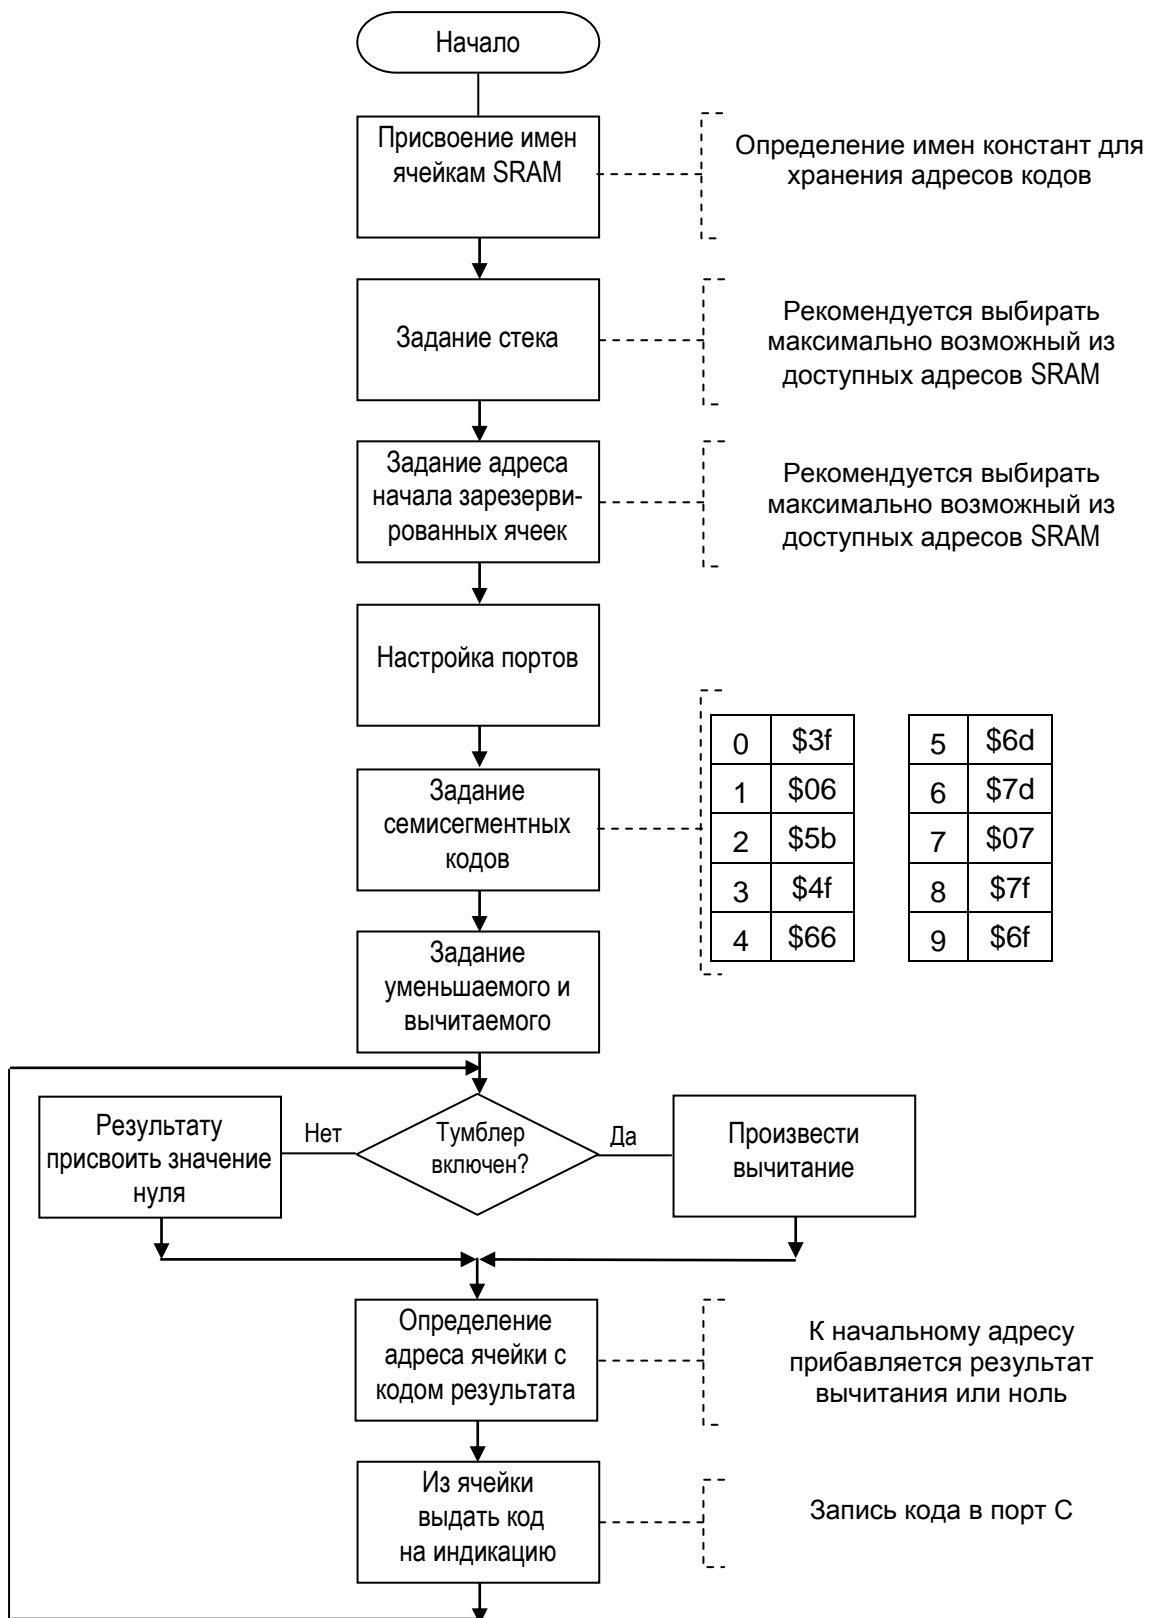 Начало
Присвоение имен
ячейкам SRAM
Определение имен констант для
хранения адресов кодов
Задание стека
Рекомендуется выбирать
максимально возможный из
доступных адресов SRAM
Задание адреса
начала зарезерви-
рованных ячеек
Рекомендуется выбирать
максимально возможный из
доступных адресов SRAM
Настройка портов
Задание
семисегментных
кодов
0 $3f 5 $6d
1 $06 6 $7d
2 $5b 7 $07
3 $4f 8 $7f
4 $66 9 $6f
Задание
уменьшаемого и
вычитаемого
Результату
присвоить значение
нуля
Нет
Тумблер
включен?
Да
Произвести
вычитание
Определение
адреса ячейки с
кодом результата
К начальному адресу
прибавляется результат
вычитания или ноль
Из ячейки
выдать код
на индикацию
Запись кода в порт С